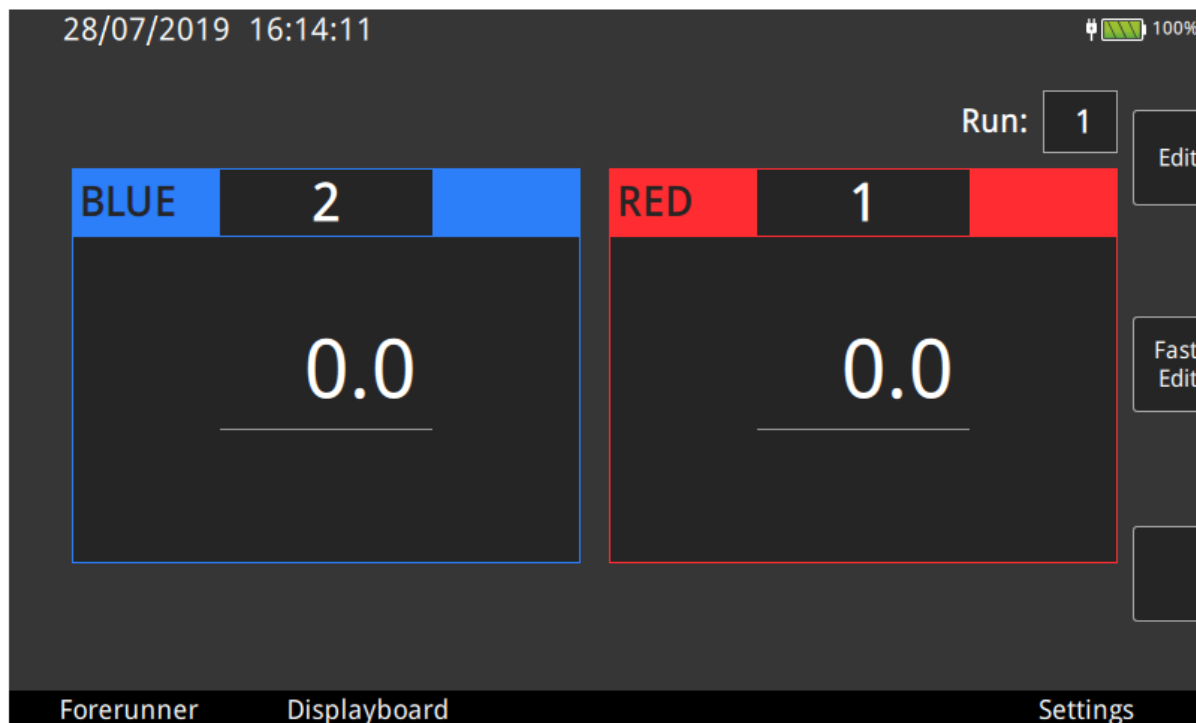 28/07/2019 16:14:11 100%
Run: 1
Edit
BLUE 2 RED 1
0.0 0.0
Fast
Edit
Forerunner Displayboard Settings